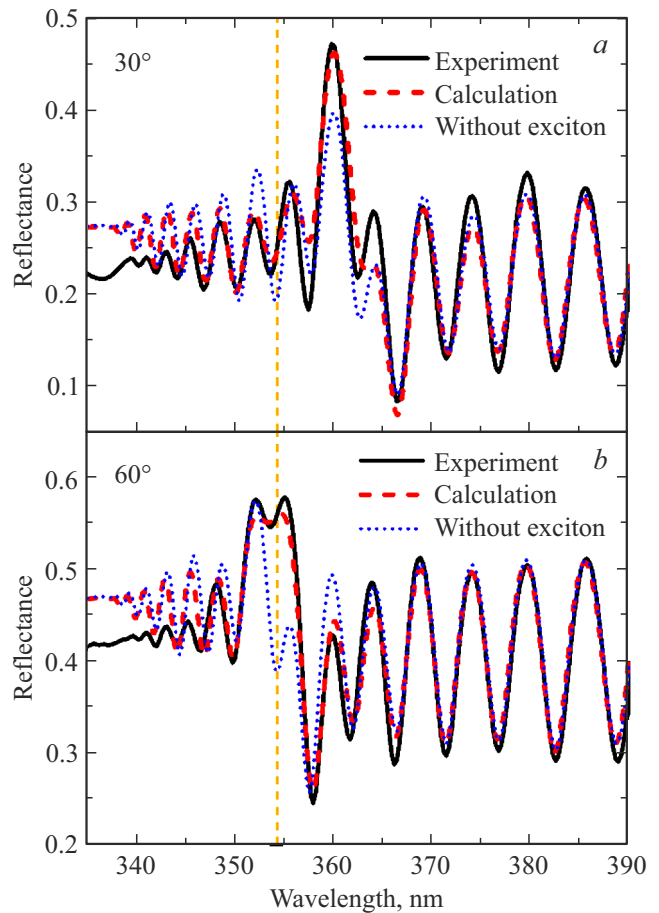 30°
a
Experiment
Calculation
Without exciton
0.5
0.4
0.3
0.2
0.1
Reflectance
60°
b
Experiment
Calculation
Without exciton
0.6
0.5
0.4
0.3
0.2
Reflectance
340 350 360 370 380 390
Wavelength, nm